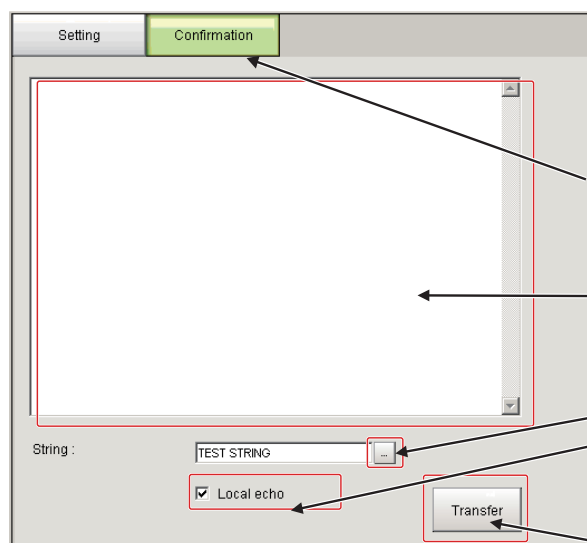 Setting Confirmation
String :
TEST STRING ...
Local echo
Transfer